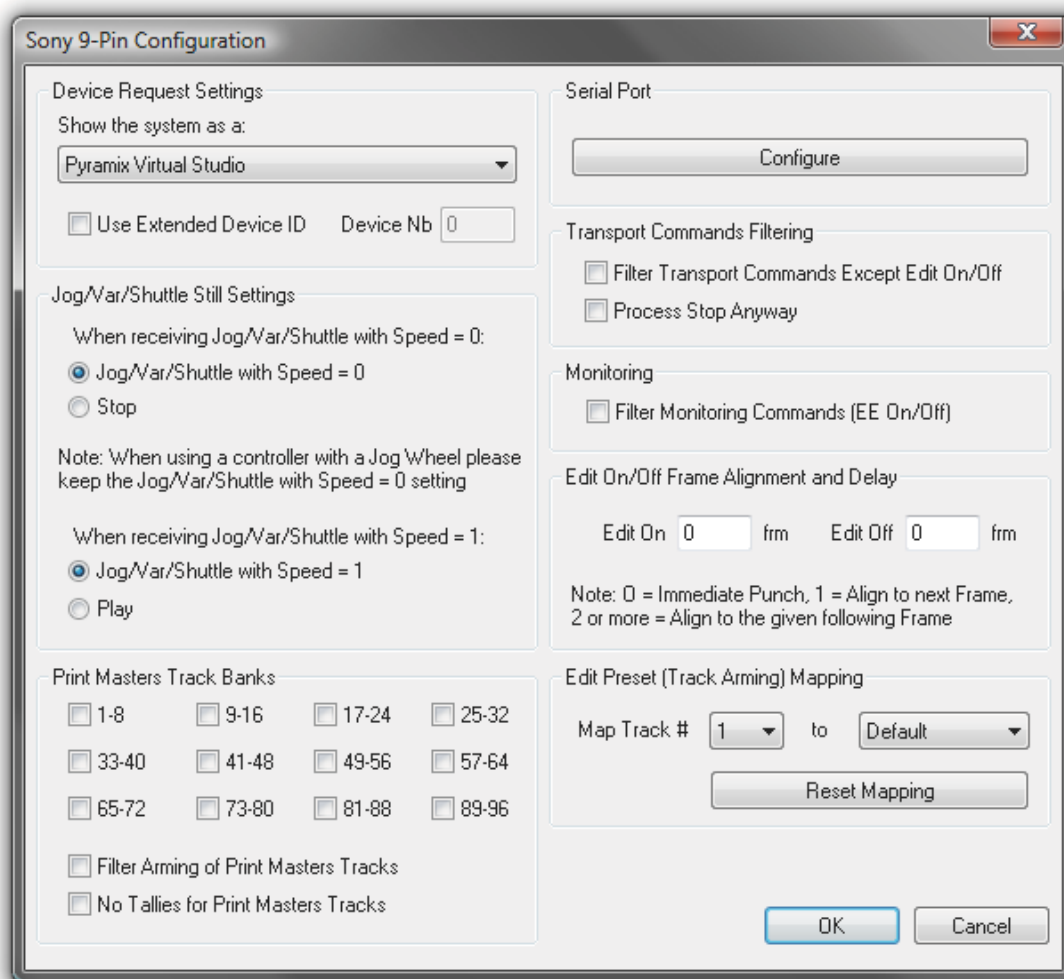 Sony 9-Pin Configuration
Device Request Settings
Show the system as a:
Pyramix Virtual Studio
Use Extended Device ID Device Nb 0
Jog/Var/Shuttle Still Settings
When receiving Jog/Var/Shuttle with Speed = 0:
Jog/Var/Shuttle with Speed = 0
Stop
Note: When using a controller with a Jog Wheel please
keep the Jog/Var/Shuttle with Speed = 0 setting
When receiving Jog/Var/Shuttle with Speed = 1:
Jog/Var/Shuttle with Speed = 1
Play
Print Masters Track Banks
1-8 9-16 17-24 25-32
33-40 41-48 49-56 57-64
65-72 73-80 81-88 89-96
Filter Arming of Print Masters Tracks
No Tallies for Print Masters Tracks
Serial Port
Configure
Transport Commands Filtering
Filter Transport Commands Except Edit On/Off
Process Stop Anyway
Monitoring
Filter Monitoring Commands (EE On/Off)
Edit On/Off Frame Alignment and Delay
Edit On 0 frm Edit Off 0 frm
Note: 0 = Immediate Punch, 1 = Align to next Frame,
2 or more = Align to the given following Frame
Edit Preset (Track Arming) Mapping
Map Track # 1 to Default
Reset Mapping
OK Cancel